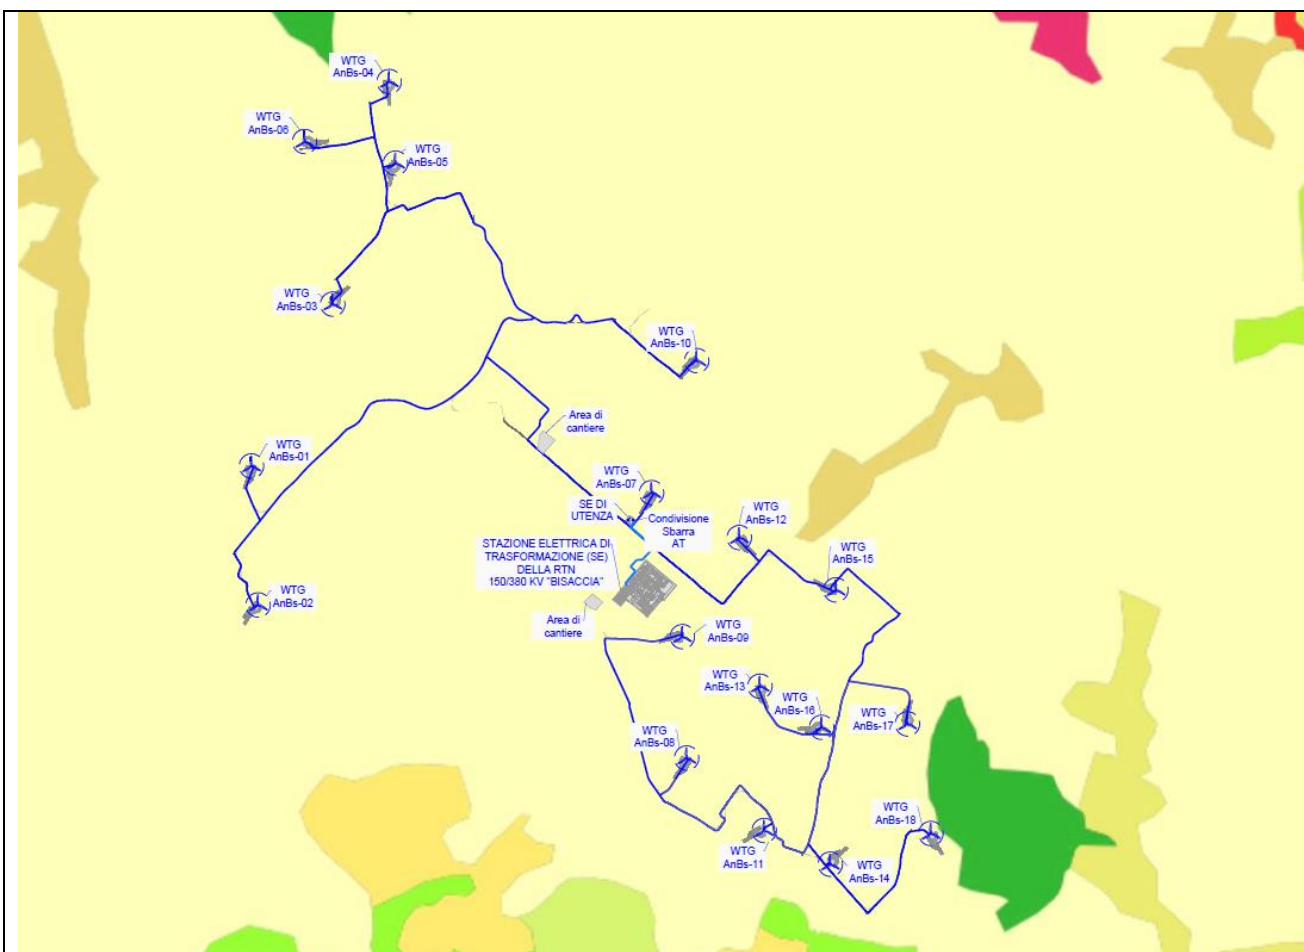 WTG
AnBs-04
WTG
AnBs-06
WTG
AnBs-05
WTG
AnBs-03
WTG
AnBs-10
Area di
cantiere
WTG
AnBs-01
WTG
AnBs-07
SE DI
UTENZA
Condivisione
Sbarra
AT
WTG
AnBs-12
STAZIONE ELETTRICA DI
TRASFORMAZIONE (SE)
DELLA RTN
150/380 KV "BISACCIA"
WTG
AnBs-15
WTG
AnBs-02
Area di
cantiere
WTG
AnBs-09
WTG
AnBs-13
WTG
AnBs-16
WTG
AnBs-17
WTG
AnBs-08
WTG
AnBs-18
WTG
AnBs-11
WTG
AnBs-14